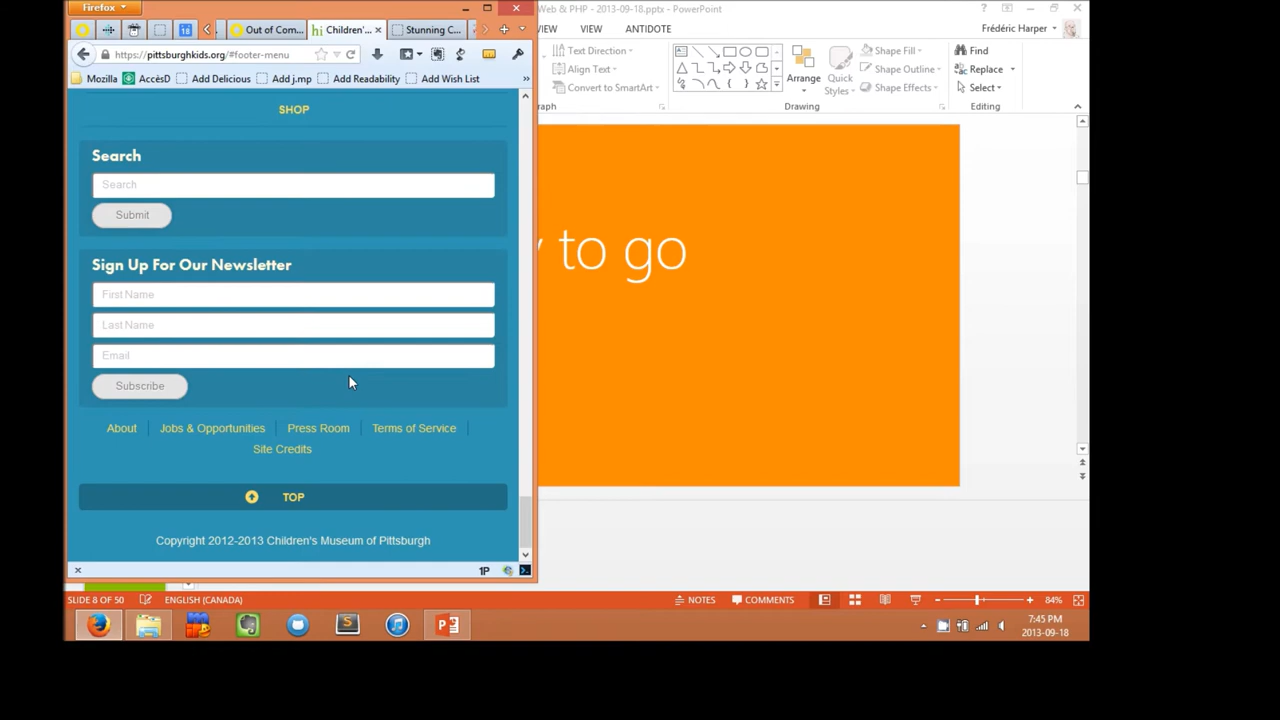 Firefox
Web & PHP - 2013-09-18.pptx - PowerPoint
18
Out of Com...
hi Children'...
Stunning C...
VIEW
VIEW
ANTIDOTE
Frédéric Harper
https://pittsburghkids.org/#footer-menu
Text Direction
Align Text
Convert to SmartArt
Arrange
Quick
Styles
Shape Fill
Shape Outline
Shape Effects
Find
Replace
Select
Mozilla
AccèsD
Add Delicious
Add j.mp
Add Readability
Add Wish List
»
Drawing
Editing
SHOP
Search
Search
Submit
Sign Up For Our Newsletter
First Name
Last Name
Email
Subscribe
About
Jobs & Opportunities
Press Room
Terms of Service
Site Credits
TOP
Copyright 2012-2013 Children's Museum of Pittsburgh
to go
1P
SLIDE 8 OF 50
ENGLISH (CANADA)
NOTES
COMMENTS
84%
7:45 PM
2013-09-18